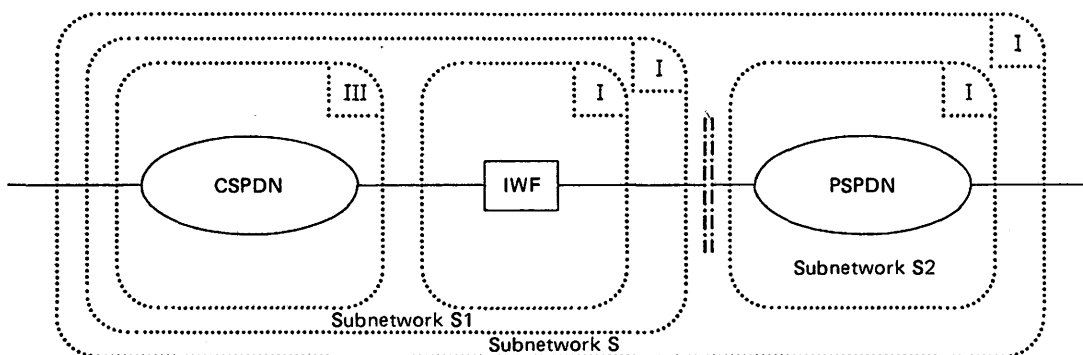 I
I
III
I
I
CSPDN
IWF
PSPDN
Subnetwork S2
Subnetwork S1
Subnetwork S